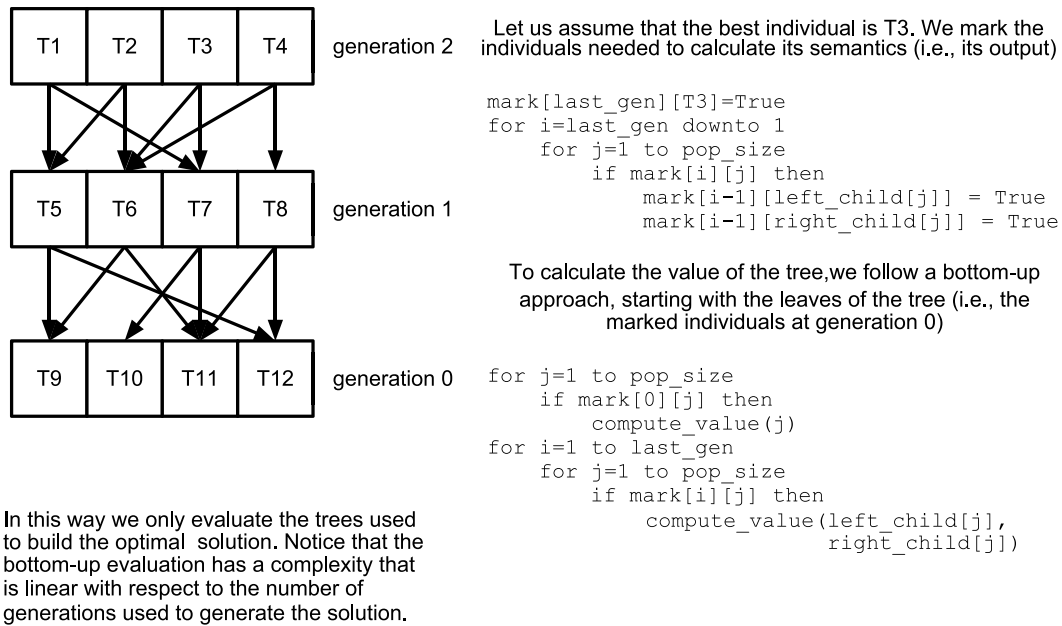 T1 T2 T3 T4 generation 2
T5 T6 T7 T8 generation 1
T9 T10 T11 T12 generation 0
In this way we only evaluate the trees used
to build the optimal solution. Notice that the
bottom-up evaluation has a complexity that
is linear with respect to the number of
generations used to generate the solution.
Let us assume that the best individual is T3. We mark the
individuals needed to calculate its semantics (i.e., its output)
mark[last_gen][T3]=True
for i=last_gen downto 1
for j=1 to pop_size
if mark[i][j] then
mark[i-1][left_child[j]] = True
mark[i-1][right_child[j]] = True
To calculate the value of the tree,we follow a bottom-up
approach, starting with the leaves of the tree (i.e., the
marked individuals at generation 0)
for j=1 to pop_size
if mark[0][j] then
compute_value(j)
for i=1 to last_gen
for j=1 to pop_size
if mark[i][j] then
compute_value(left_child[j],
right_child[j])